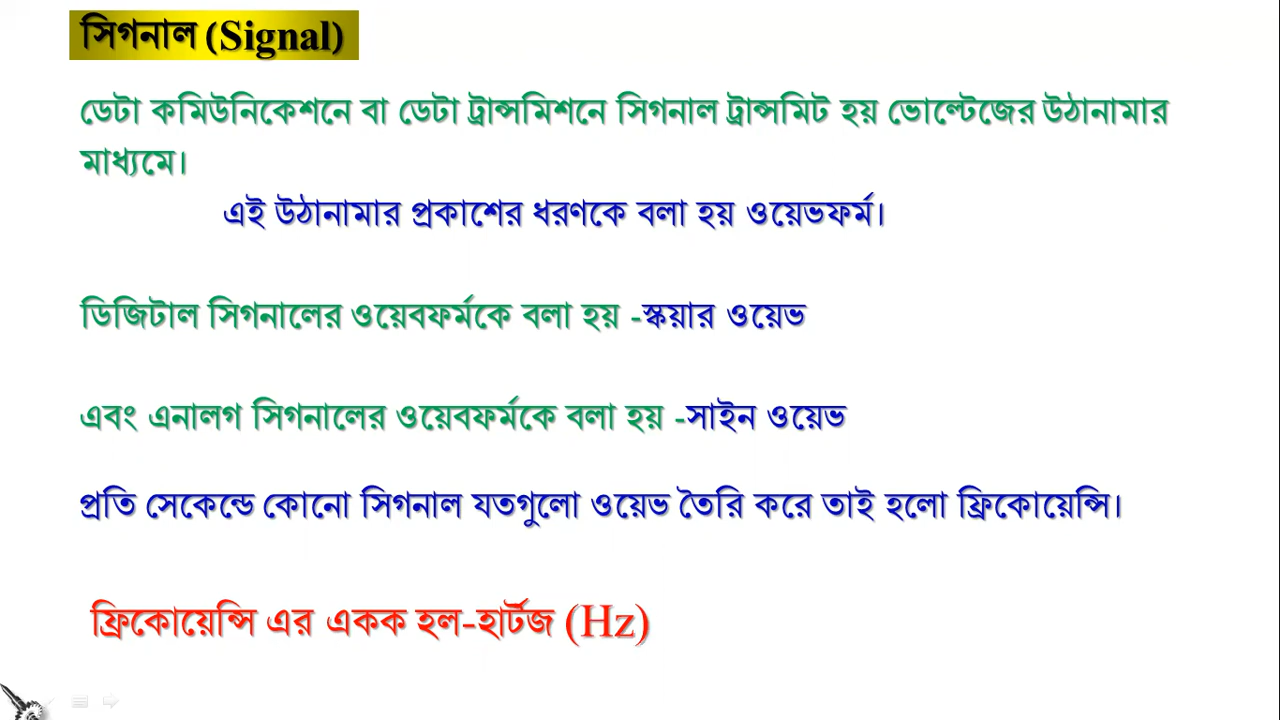 সিগনাল (Signal)
ডেটা কমিউনিকেশনে বা ডেটা ট্রান্সমিশনে সিগনাল ট্রান্সমিট হয় ভোল্টেজের উঠানামার
মাধ্যমে।
এই উঠানামার প্রকাশের ধরণকে বলা হয় ওয়েভফর্ম।
ডিজিটাল সিগনালের ওয়েবফর্মকে বলা হয় -স্কয়ার ওয়েভ
এবং এনালগ সিগনালের ওয়েবফর্মকে বলা হয় -সাইন ওয়েভ
প্রতি সেকেন্ডে কোনো সিগনাল যতগুলো ওয়েভ তৈরি করে তাই হলো ফ্রিকোয়েন্সি।
ফ্রিকোয়েন্সি এর একক হল-হার্টজ (Hz)